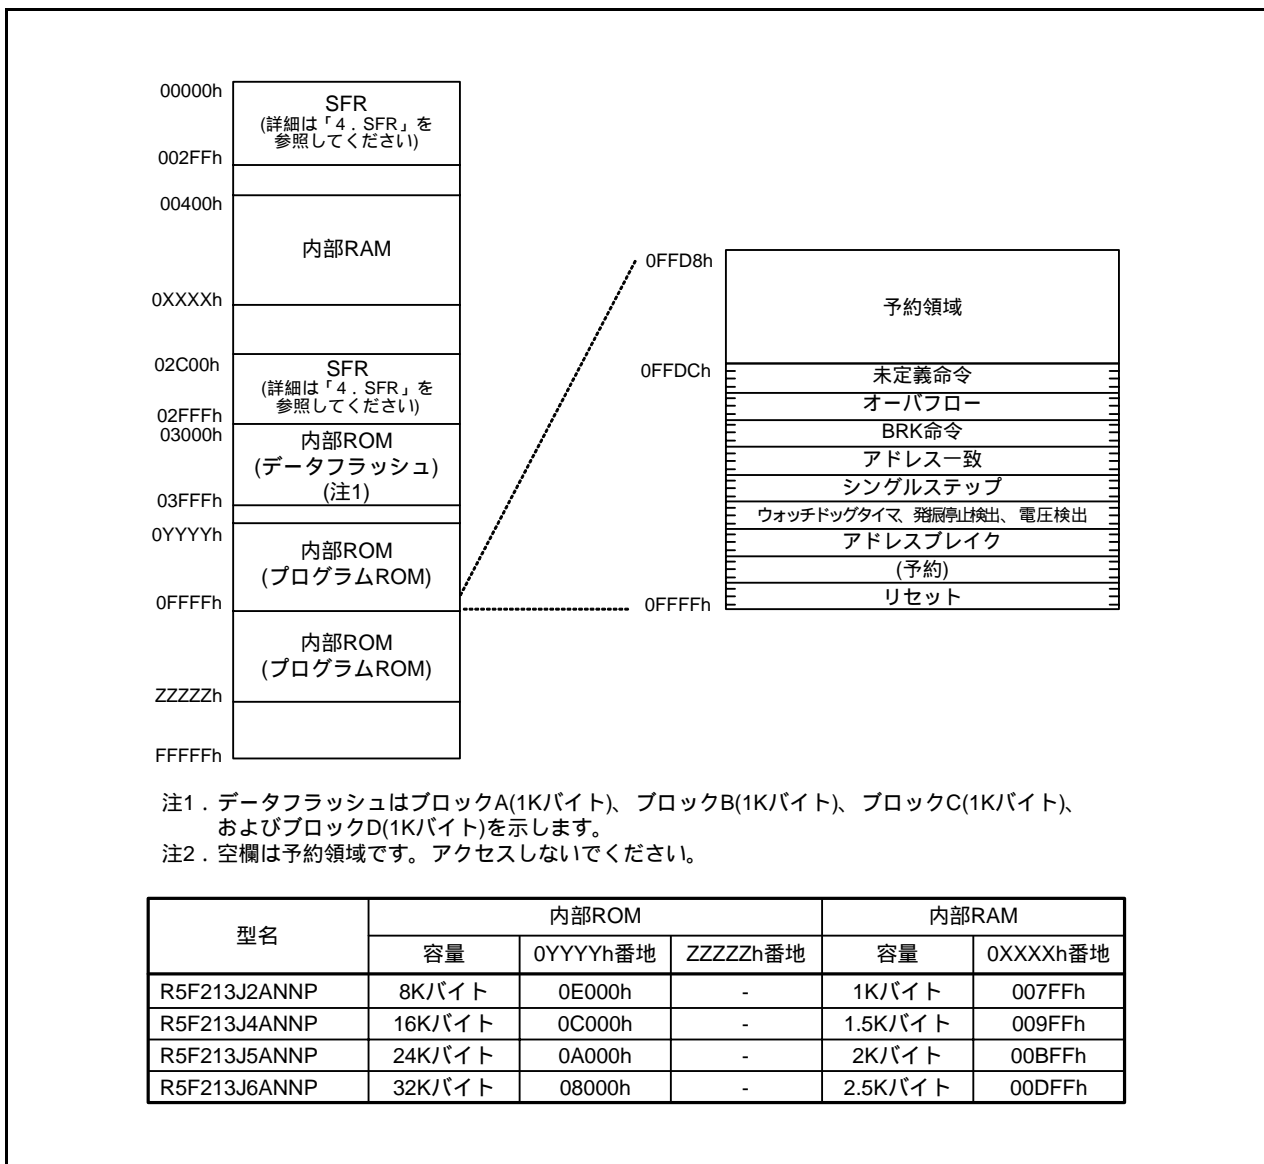 00000h
SFR
(詳細は「4．SFR」を
参照してください)
002FFh
00400h
内部RAM
0XXXXh
02C00h
SFR
(詳細は「4．SFR」を
参照してください)
02FFFh
03000h
内部ROM
(データフラッシュ)
(注1)
03FFFh
0YYYYh
内部ROM
(プログラムROM)
0FFFFh
内部ROM
(プログラムROM)
ZZZZZh
FFFFFh
0FFD8h
予約領域
0FFDCh
未定義命令
オーバフロー
BRK命令
アドレス一致
シングルステップ
ウォッチドッグタイマ、発振停止検出、電圧検出
アドレスブレイク
(予約)
リセット
0FFFFh
注1．データフラッシュはブロックA(1Kバイト)、ブロックB(1Kバイト)、ブロックC(1Kバイト)、
およびブロックD(1Kバイト)を示します。
注2．空欄は予約領域です。アクセスしないでください。
型名 内部ROM 内部RAM
容量 0YYYYh番地 ZZZZZh番地 容量 0XXXXh番地
R5F213J2ANNP 8Kバイト 0E000h - 1Kバイト 007FFh
R5F213J4ANNP 16Kバイト 0C000h - 1.5Kバイト 009FFh
R5F213J5ANNP 24Kバイト 0A000h - 2Kバイト 00BFFh
R5F213J6ANNP 32Kバイト 08000h - 2.5Kバイト 00DFFh